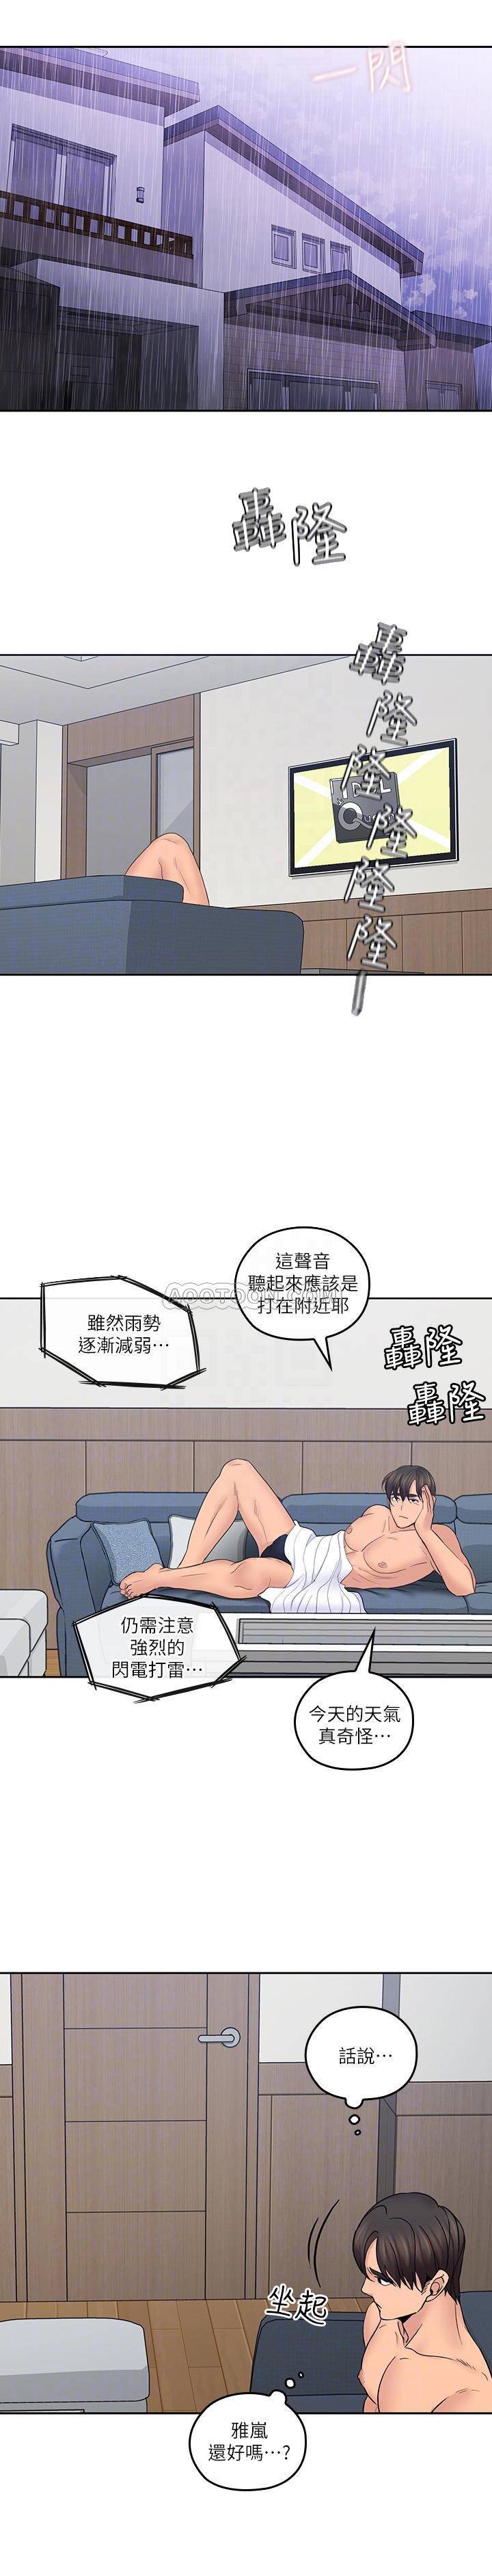 一閃
轟隆
轟隆隆隆隆隆—
這聲音
聽起來應該是
打在附近耶
雖然雨勢
逐漸減弱⋯
轟隆
轟隆
仍需注意
強烈的
閃電打雷⋯
今天的天氣
真奇怪⋯
話說⋯
坐起
雅嵐
還好嗎⋯?